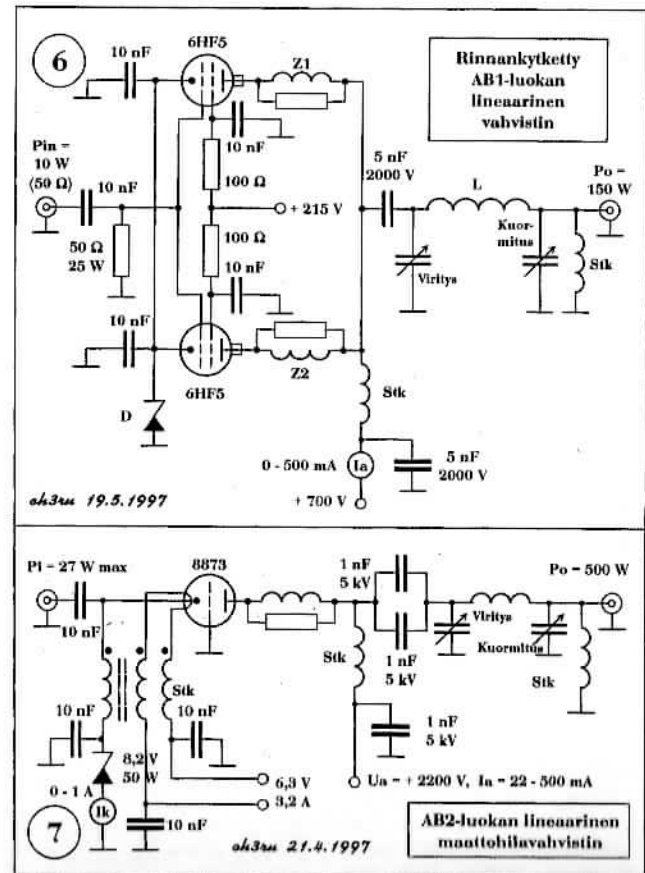 6
10 nF
6HF5
Z1
Rinnankytketty
AB1-luokan
lineaarinen
vahvistin
Pin =
10 W
(50 Ω)
10 nF
50 Ω
25 W
10 nF
100 Ω
+ 215 V
100 Ω
10 nF
5 nF
2000 V
L
Po =
150 W
Viritys
Kuor-
mitus
Stk
10 nF
6HF5
Z2
D
Stk
0 - 500 mA
Ia
5 nF
2000 V
+ 700 V
oh3ru 19.5.1997
Pi = 27 W max
10 nF
8873
1 nF
5 kV
Po = 500 W
Viritys
Kuormitus
1 nF
5 kV
Stk
Stk
Stk
10 nF
10 nF
1 nF
5 kV
8,2 V
50 W
0 - 1 A
Ik
6,3 V
3,2 A
10 nF
Ua = + 2200 V, Ia = 22 - 500 mA
7
oh3ru 21.4.1997
AB2-luokan lineaarinen
maattohilavahvistin